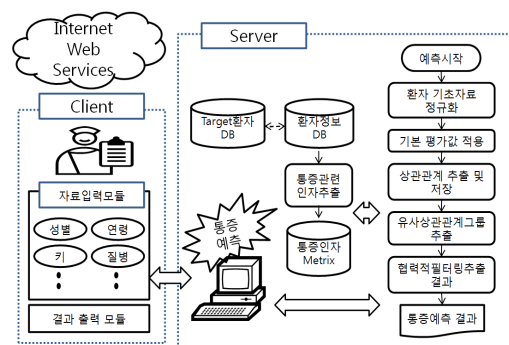 Internet
Web
Services
Client
자료입력모듈
성별
연령
키
질병
결과 출력 모듈
Server
Target환자
DB
환자정보
DB
통증관련
인자추출
통증인자
Metrix
통증
예측
예측시작
환자 기초자료
정규화
기본 평가값 적용
상관관계 추출 및
저장
유사상관관계그룹
추출
협력적필터링추출
결과
통증예측 결과